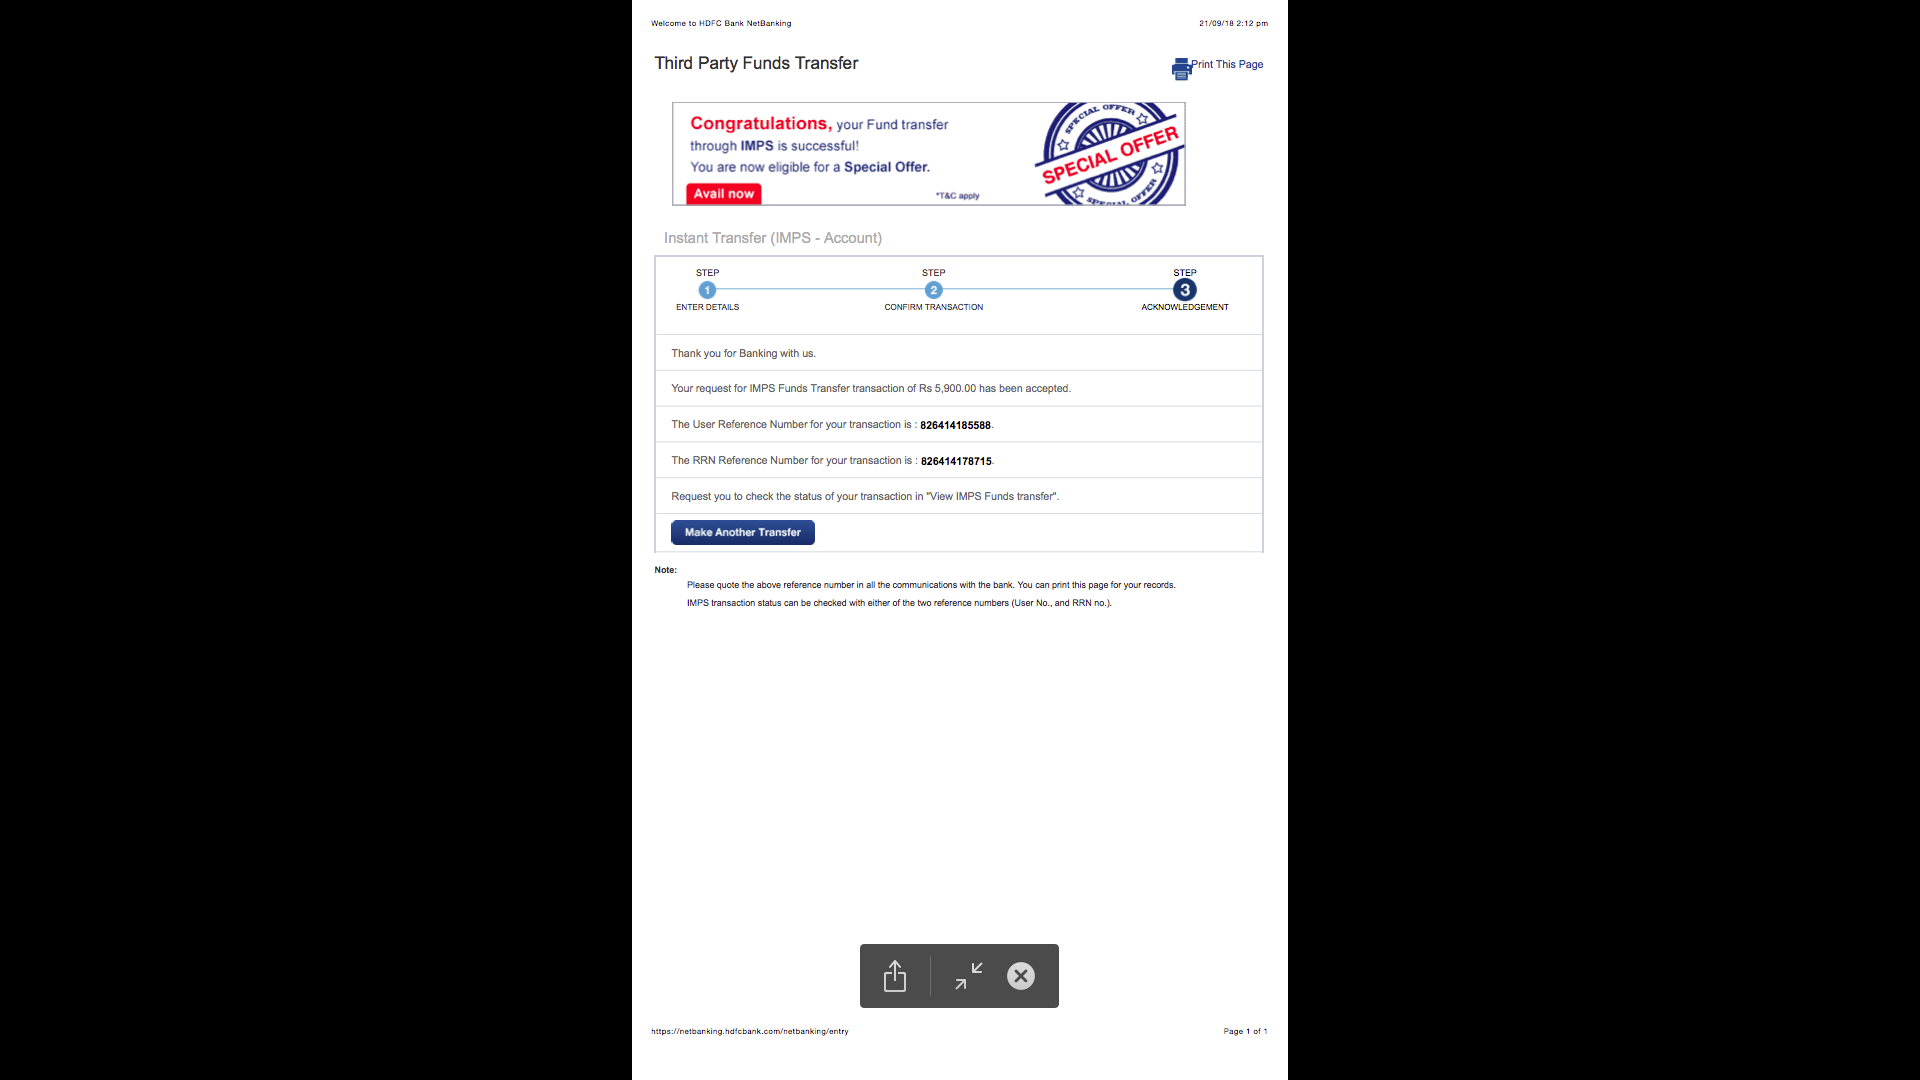 Welcome to HDFC Bank NetBanking
21/09/18 2:12 pm
Third Party Funds Transfer
Print This Page
Congratulations, your Fund transfer
through IMPS is successful!
You are now eligible for a Special Offer.
Avail now
*T&C apply
SPECIAL OFFER
SPECIAL OFFER
SPECIAL OFFER
Instant Transfer (IMPS - Account)
STEP
STEP
STEP
1
2
3
ENTER DETAILS
CONFIRM TRANSACTION
ACKNOWLEDGEMENT
Thank you for Banking with us.
Your request for IMPS Funds Transfer transaction of Rs 5,900.00 has been accepted.
The User Reference Number for your transaction is : 826414185588.
The RRN Reference Number for your transaction is : 826414178715.
Request you to check the status of your transaction in "View IMPS Funds transfer".
Make Another Transfer
Note:
Please quote the above reference number in all the communications with the bank. You can print this page for your records.
IMPS transaction status can be checked with either of the two reference numbers (User No., and RRN no.).
https://netbanking.hdfcbank.com/netbanking/entry
Page 1 of 1